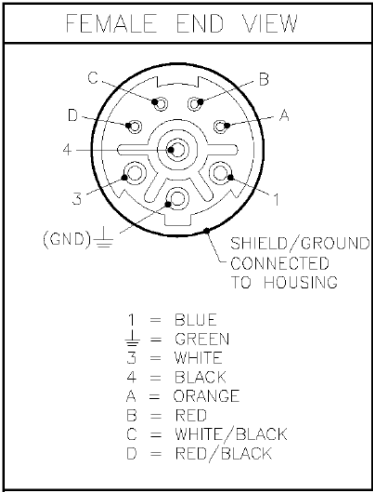 FEMALE END VIEW
C
B
D
A
4
3
1
(GND)⏚
SHIELD/GROUND
CONNECTED
TO HOUSING
1 = BLUE
⏚ = GREEN
3 = WHITE
4 = BLACK
A = ORANGE
B = RED
C = WHITE/BLACK
D = RED/BLACK